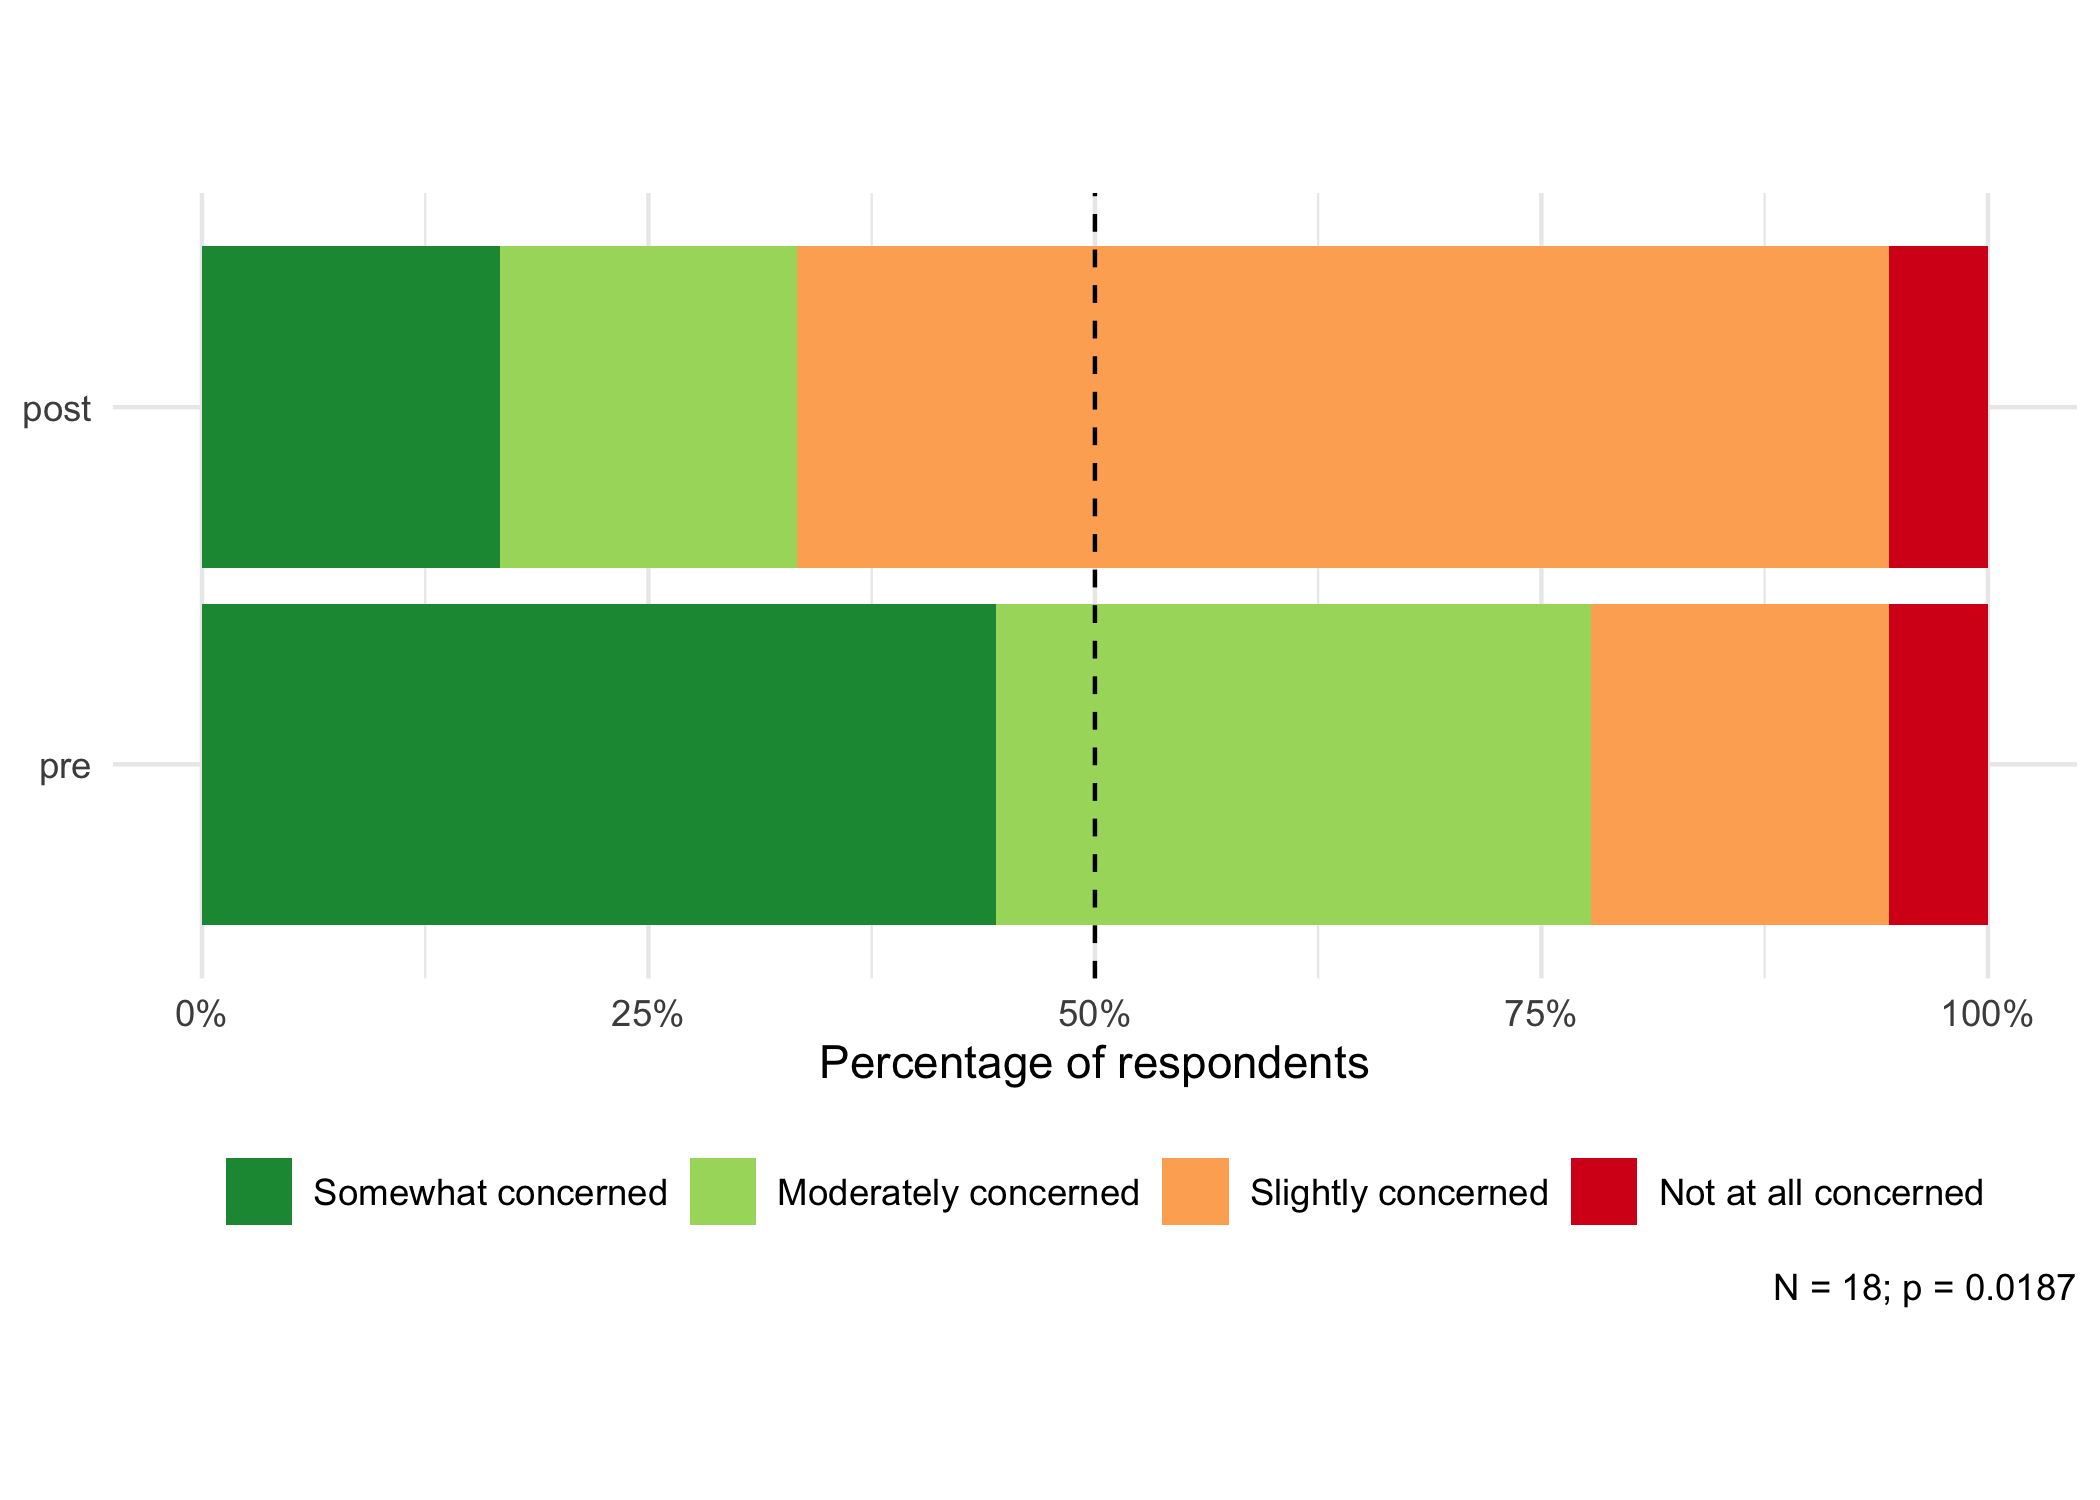 post
pre
0% 25% 50% 75% 100%
Percentage of respondents
Somewhat concerned Moderately concerned Slightly concerned Not at all concerned
N = 18; p = 0.0187